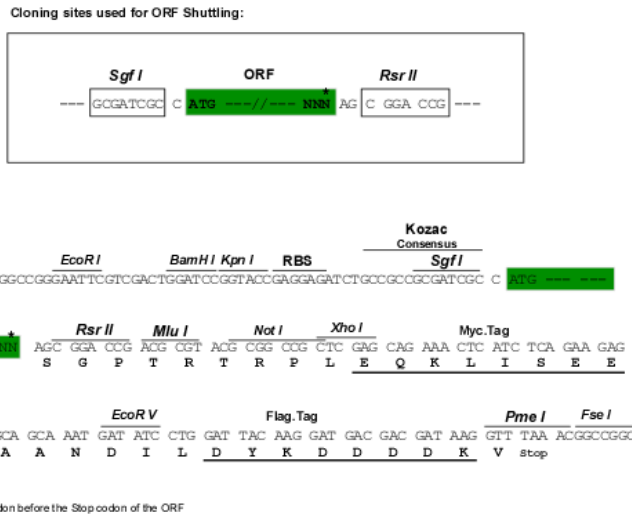 Cloning sites used for ORF Shuttling:
Sgf I ORF Rsr II
*
--- GCGATCGC C ATG ---//--- NNN AG C GGA CCG ---
Kozac
Consensus
EcoR I BamH I Kpn I RBS Sgf I
GGCCGGGAATTCGTCGACTGGATCCGGTACCGAGGAGATCTGCCGCCGCGATCGC C ATG --- ---
*
Rsr II Mlu I Not I Xho I Myc.Tag
NN AGC GGA CCG ACG CGT ACG CGG CCG CTC GAG CAG AAA CTC ATC TCA GAA GAG
S G P T R T R P L E Q K L I S E E
EcoR V Flag.Tag Pme I Fse I
GCA GCA AAT GAT ATC CTG GAT TAC AAG GAT GAC GAC GAT AAG GTT TAA ACGGCCGGC
A A N D I L D Y K D D D D K V Stop
before the Stop codon of the ORF